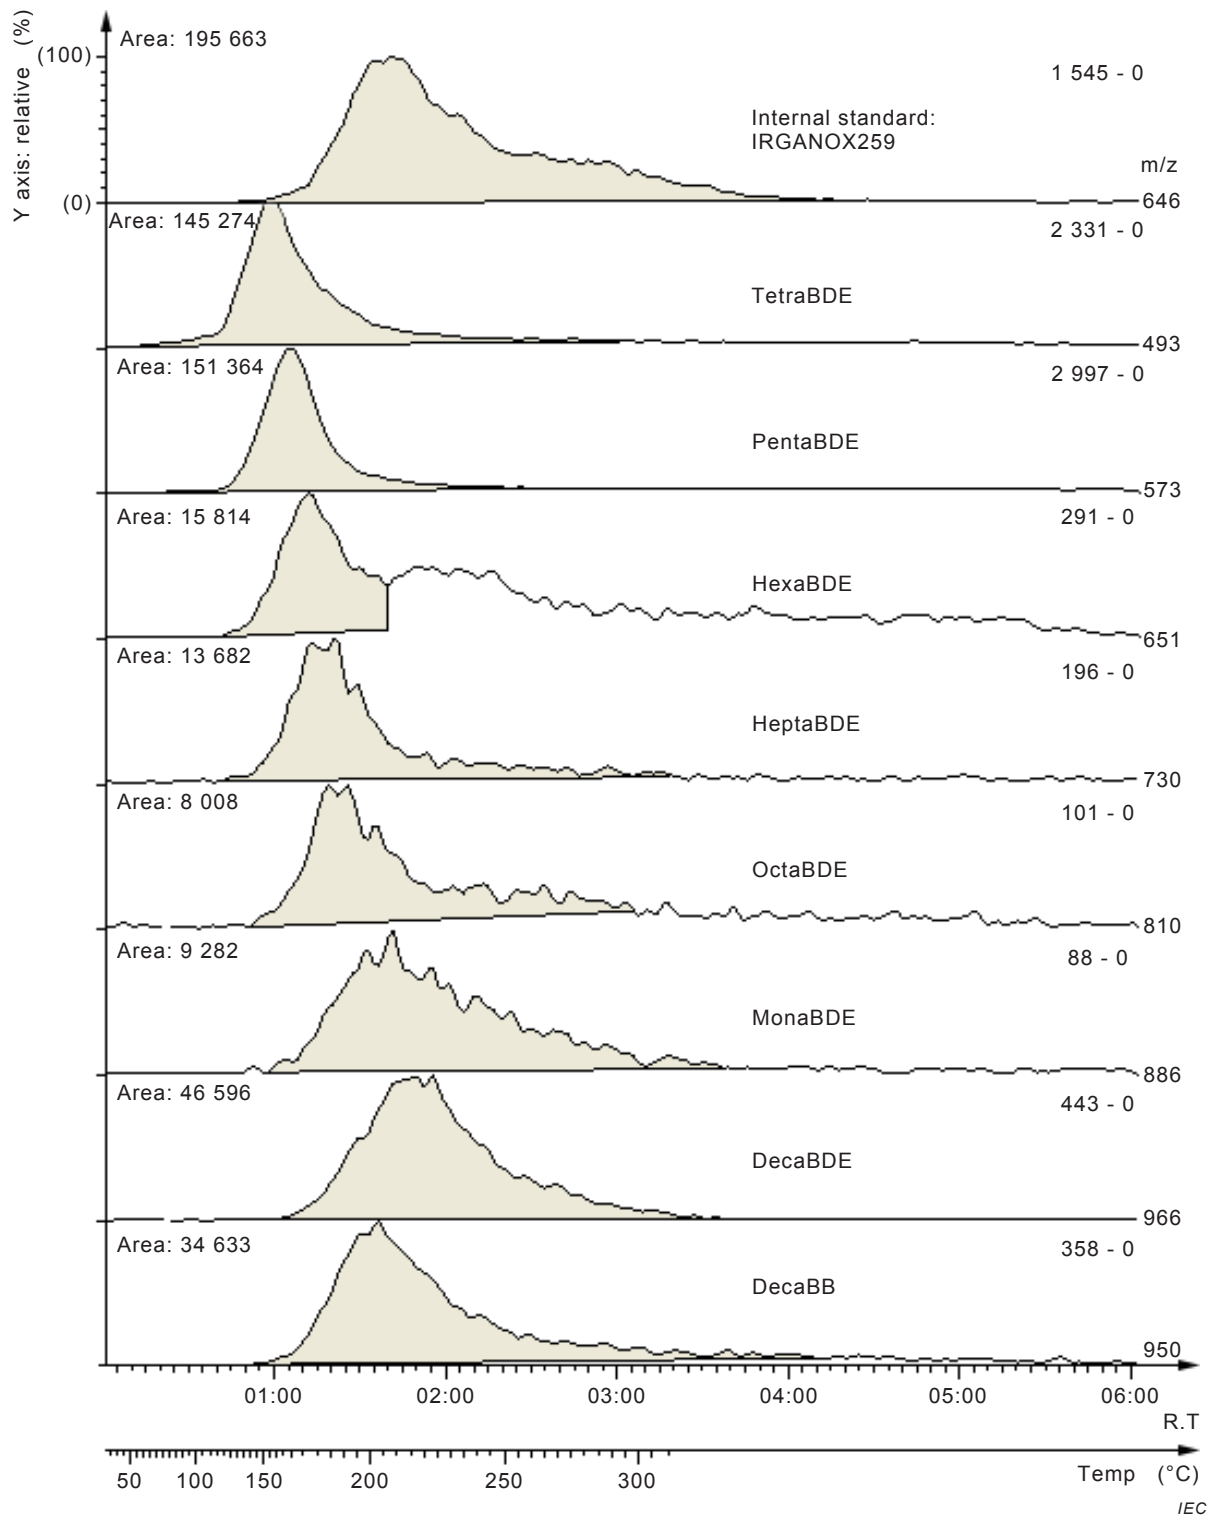 Y axis: relative (%)
(100)
(0)
Area: 195 663
1 545 - 0
Internal standard:
IRGANOX259
m/z
646
Area: 145 274
2 331 - 0
TetraBDE
493
Area: 151 364
2 997 - 0
PentaBDE
573
Area: 15 814
291 - 0
HexaBDE
651
Area: 13 682
196 - 0
HeptaBDE
730
Area: 8 008
101 - 0
OctaBDE
810
Area: 9 282
88 - 0
MonaBDE
886
Area: 46 596
443 - 0
DecaBDE
966
Area: 34 633
358 - 0
DecaBB
950
01:00 02:00 03:00 04:00 05:00 06:00
R.T
50 100 150 200 250 300
Temp (°C)
IEC